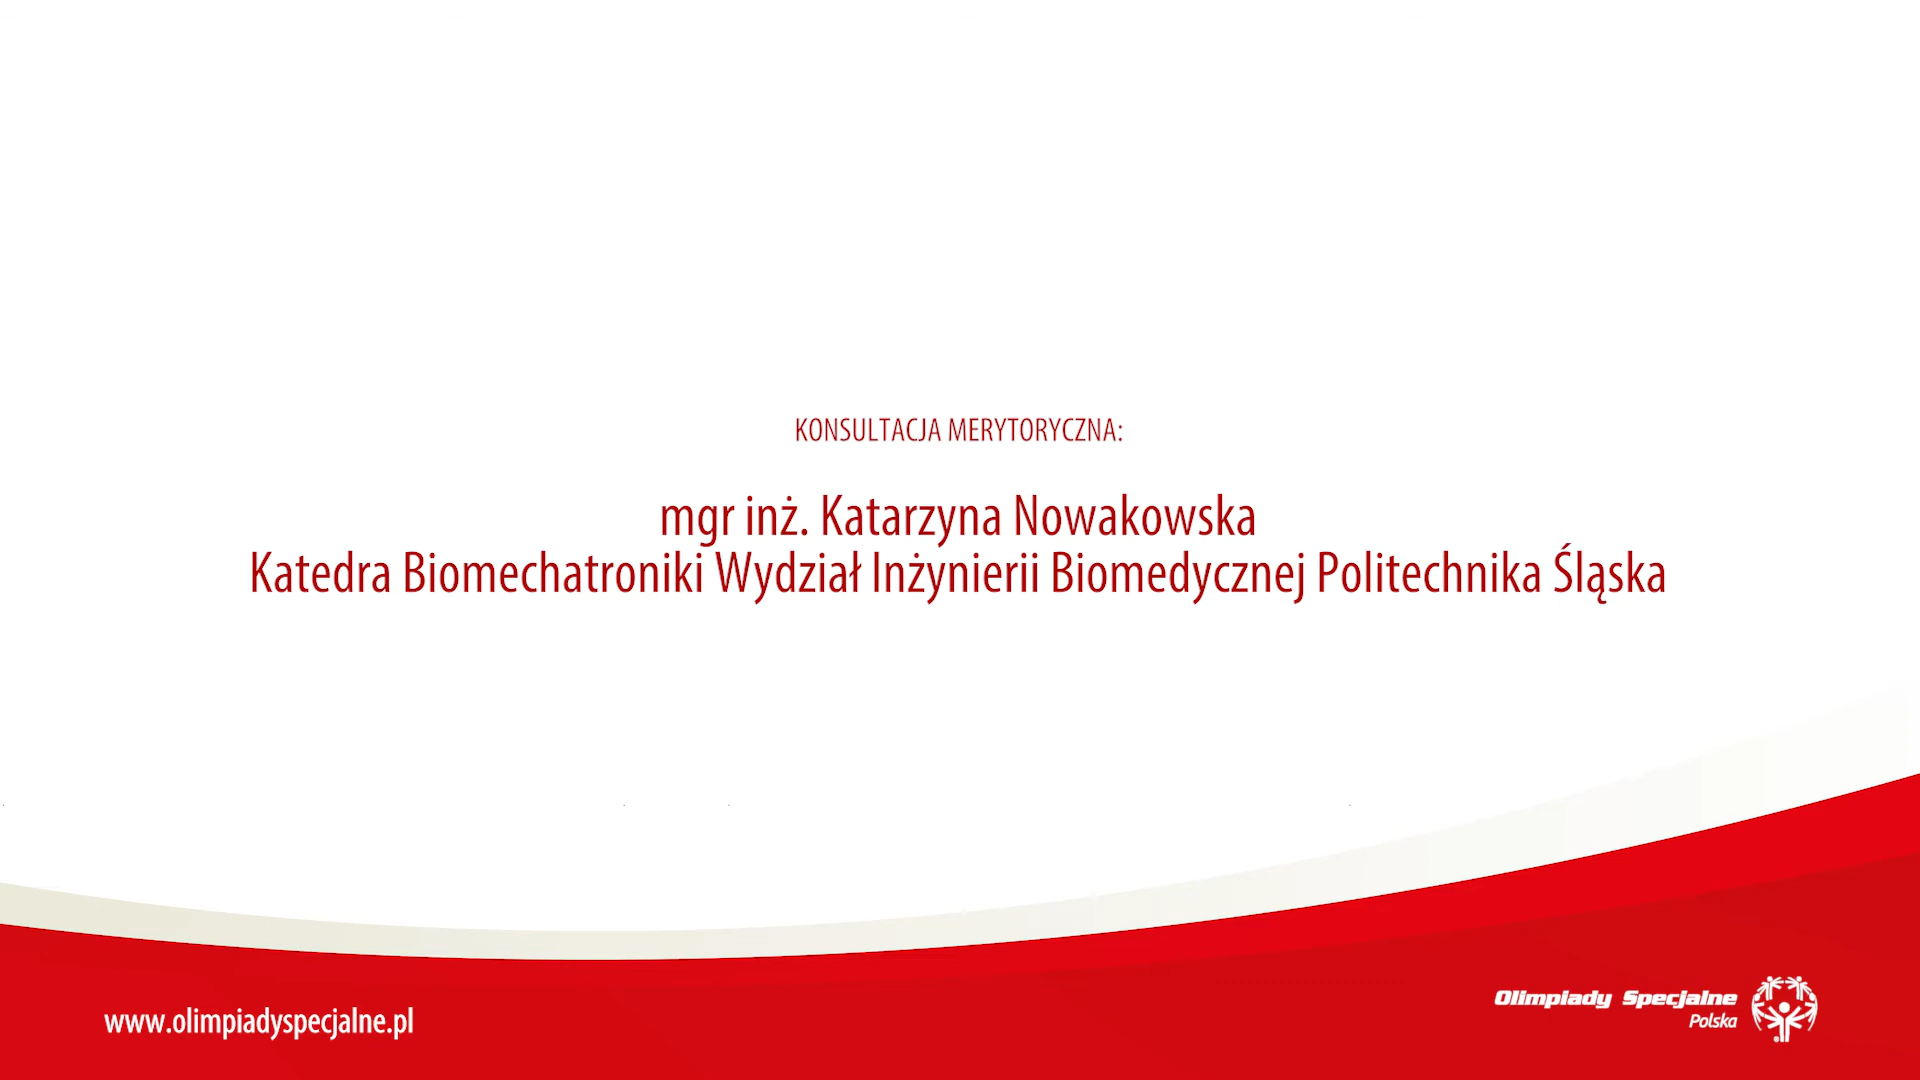 KONSULTACJA MERYTORYCZNA:
mgr inż. Katarzyna Nowakowska
Katedra Biomechatroniki Wydział Inżynierii Biomedycznej Politechnika Śląska
www.olimpiadyspecjalne.pl
Olimpiady Specjalne
Polska